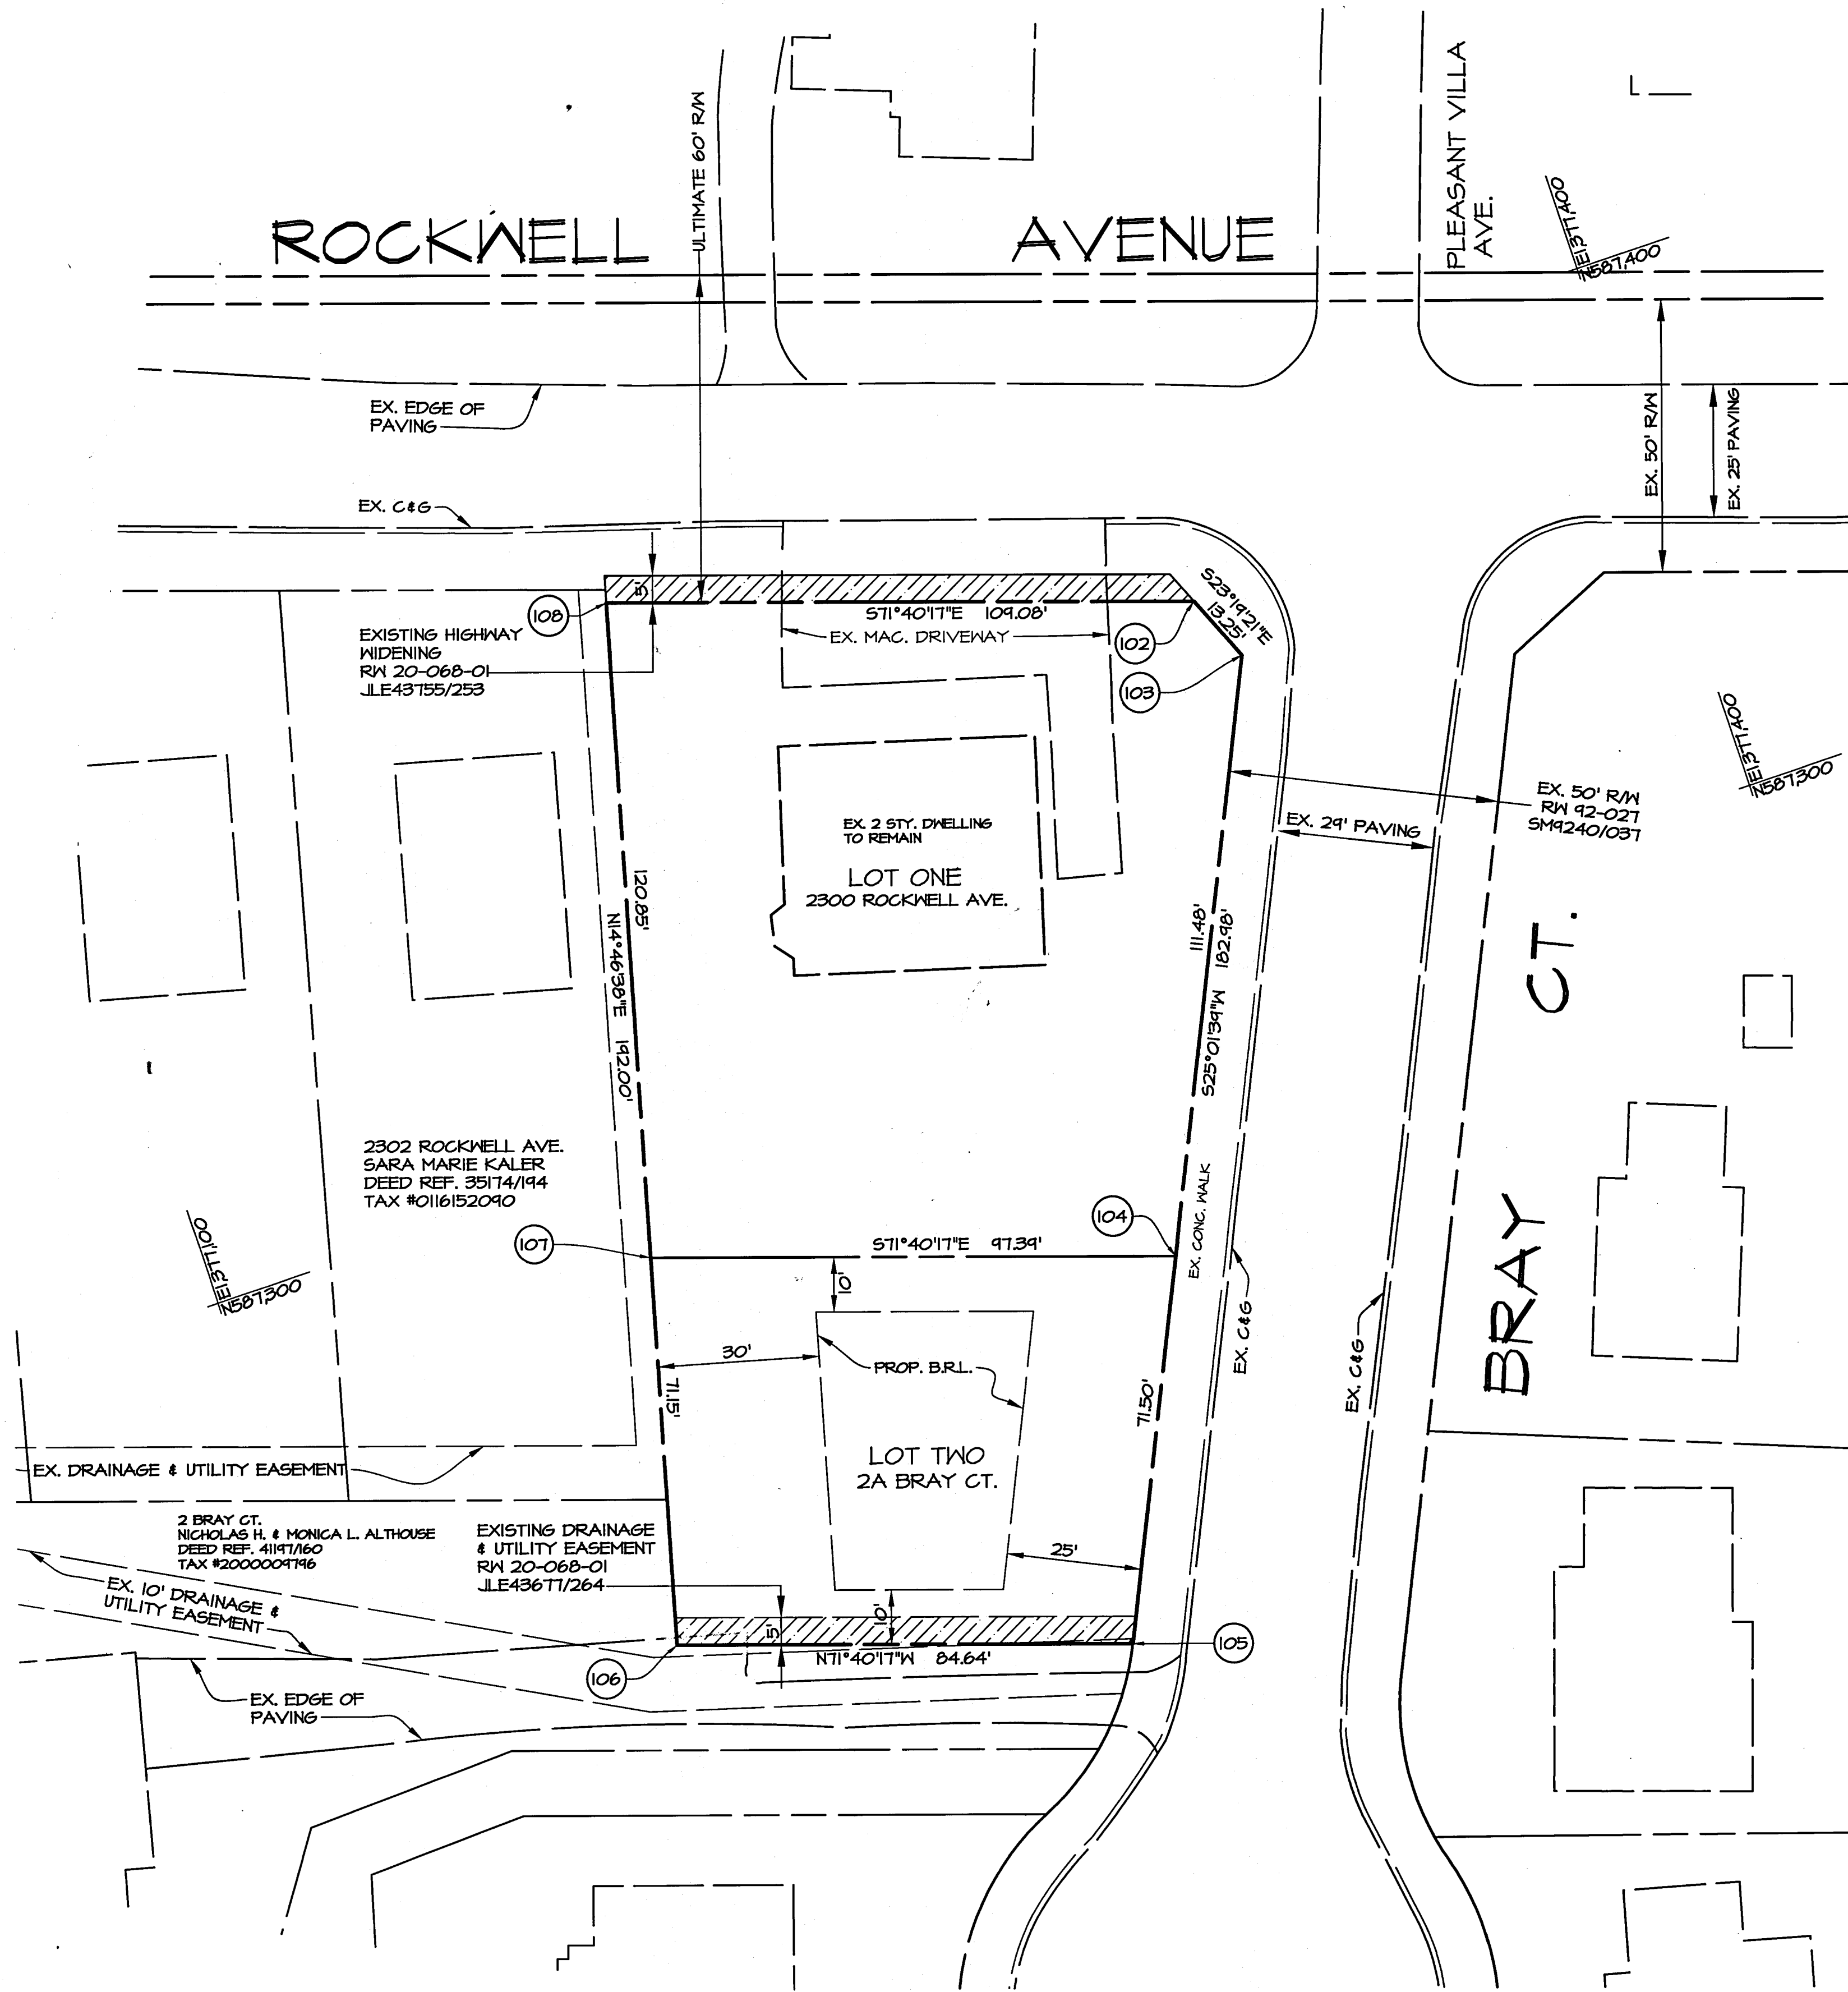 ULTIMATE 60' R/W
PLEASANT VILLA
AVE.
E1377,400
N587,400
ROCKWELL AVENUE
EX. EDGE OF
PAVING
EX. 50' R/W
EX. 25' PAVING
EX. C&G
5'
S23°19'21"E
13.25'
108
S71°40'17"E 109.08'
EX. MAC. DRIVEWAY
102
103
EXISTING HIGHWAY
WIDENING
RW 20-068-01
JLE43755/253
E1377,400
N587,300
EX. 50' R/W
RW 92-027
SM9240/037
EX. 29' PAVING
EX. 2 STY. DWELLING
TO REMAIN
LOT ONE
2300 ROCKWELL AVE.
120.85'
N14°46'38"E 192.00'
111.48'
S25°01'39"W 182.98'
BRAY CT.
2302 ROCKWELL AVE.
SARA MARIE KALER
DEED REF. 35174/194
TAX #0116152090
EX. CONC. WALK
104
107
S71°40'17"E 97.39'
E1377,100
N587,300
10'
EX. C&G
EX. C&G
30'
PROP. B.R.L.
71.15'
71.50'
LOT TWO
2A BRAY CT.
EX. DRAINAGE & UTILITY EASEMENT
2 BRAY CT.
NICHOLAS H. & MONICA L. ALTHOUSE
DEED REF. 41197/160
TAX #2000009796
EXISTING DRAINAGE
& UTILITY EASEMENT
RW 20-068-01
JLE43677/264
25'
EX. 10' DRAINAGE &
UTILITY EASEMENT
10'
5'
105
N71°40'17"W 84.64'
106
EX. EDGE OF
PAVING